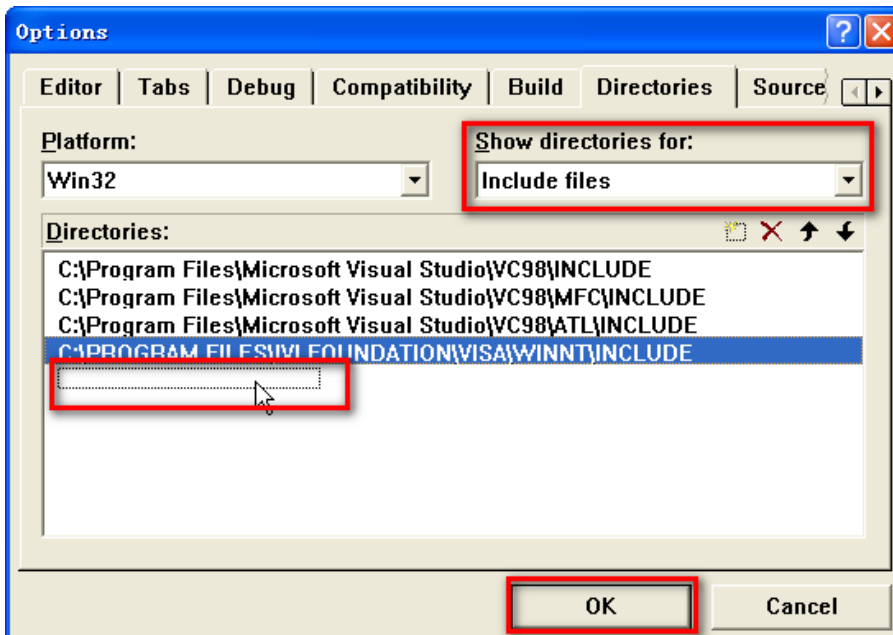 Options
Editor Tabs Debug Compatibility Build Directories Source
Platform: Show directories for:
Win32 Include files
Directories:
C:\Program Files\Microsoft Visual Studio\VC98\INCLUDE
C:\Program Files\Microsoft Visual Studio\VC98\MFC\INCLUDE
C:\Program Files\Microsoft Visual Studio\VC98\ATL\INCLUDE
C:\PROGRAM FILES\IVI FOUNDATION\VISA\WINNT\INCLUDE
OK Cancel